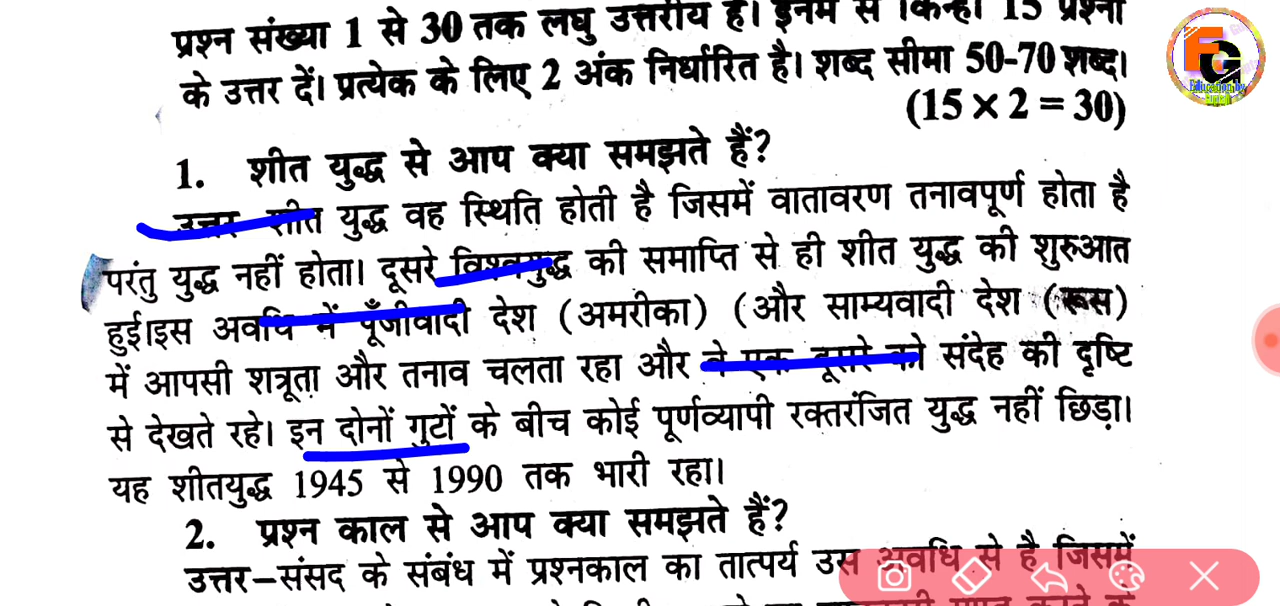 प्रश्न संख्या 1 से 30 तक लघु उत्तरीय हैं। इनमें से किन्हीं 15 प्रश्नों
के उत्तर दें। प्रत्येक के लिए 2 अंक निर्धारित है। शब्द सीमा 50-70 शब्द।
(15 × 2 = 30)
1. शीत युद्ध से आप क्या समझते हैं?
उत्तर शीत युद्ध वह स्थिति होती है जिसमें वातावरण तनावपूर्ण होता है
परंतु युद्ध नहीं होता। दूसरे विश्वयुद्ध की समाप्ति से ही शीत युद्ध की शुरुआत
हुई।इस अवधि में पूँजीवादी देश (अमरीका) (और साम्यवादी देश (रूस)
में आपसी शत्रूता और तनाव चलता रहा और वे एक दूसरे को संदेह की दृष्टि
से देखते रहे। इन दोनों गुटों के बीच कोई पूर्णव्यापी रक्तरंजित युद्ध नहीं छिड़ा।
यह शीतयुद्ध 1945 से 1990 तक भारी रहा।
2. प्रश्न काल से आप क्या समझते हैं?
उत्तर–संसद के संबंध में प्रश्नकाल का तात्पर्य उस अवधि से है जिसमें
FG
Education by